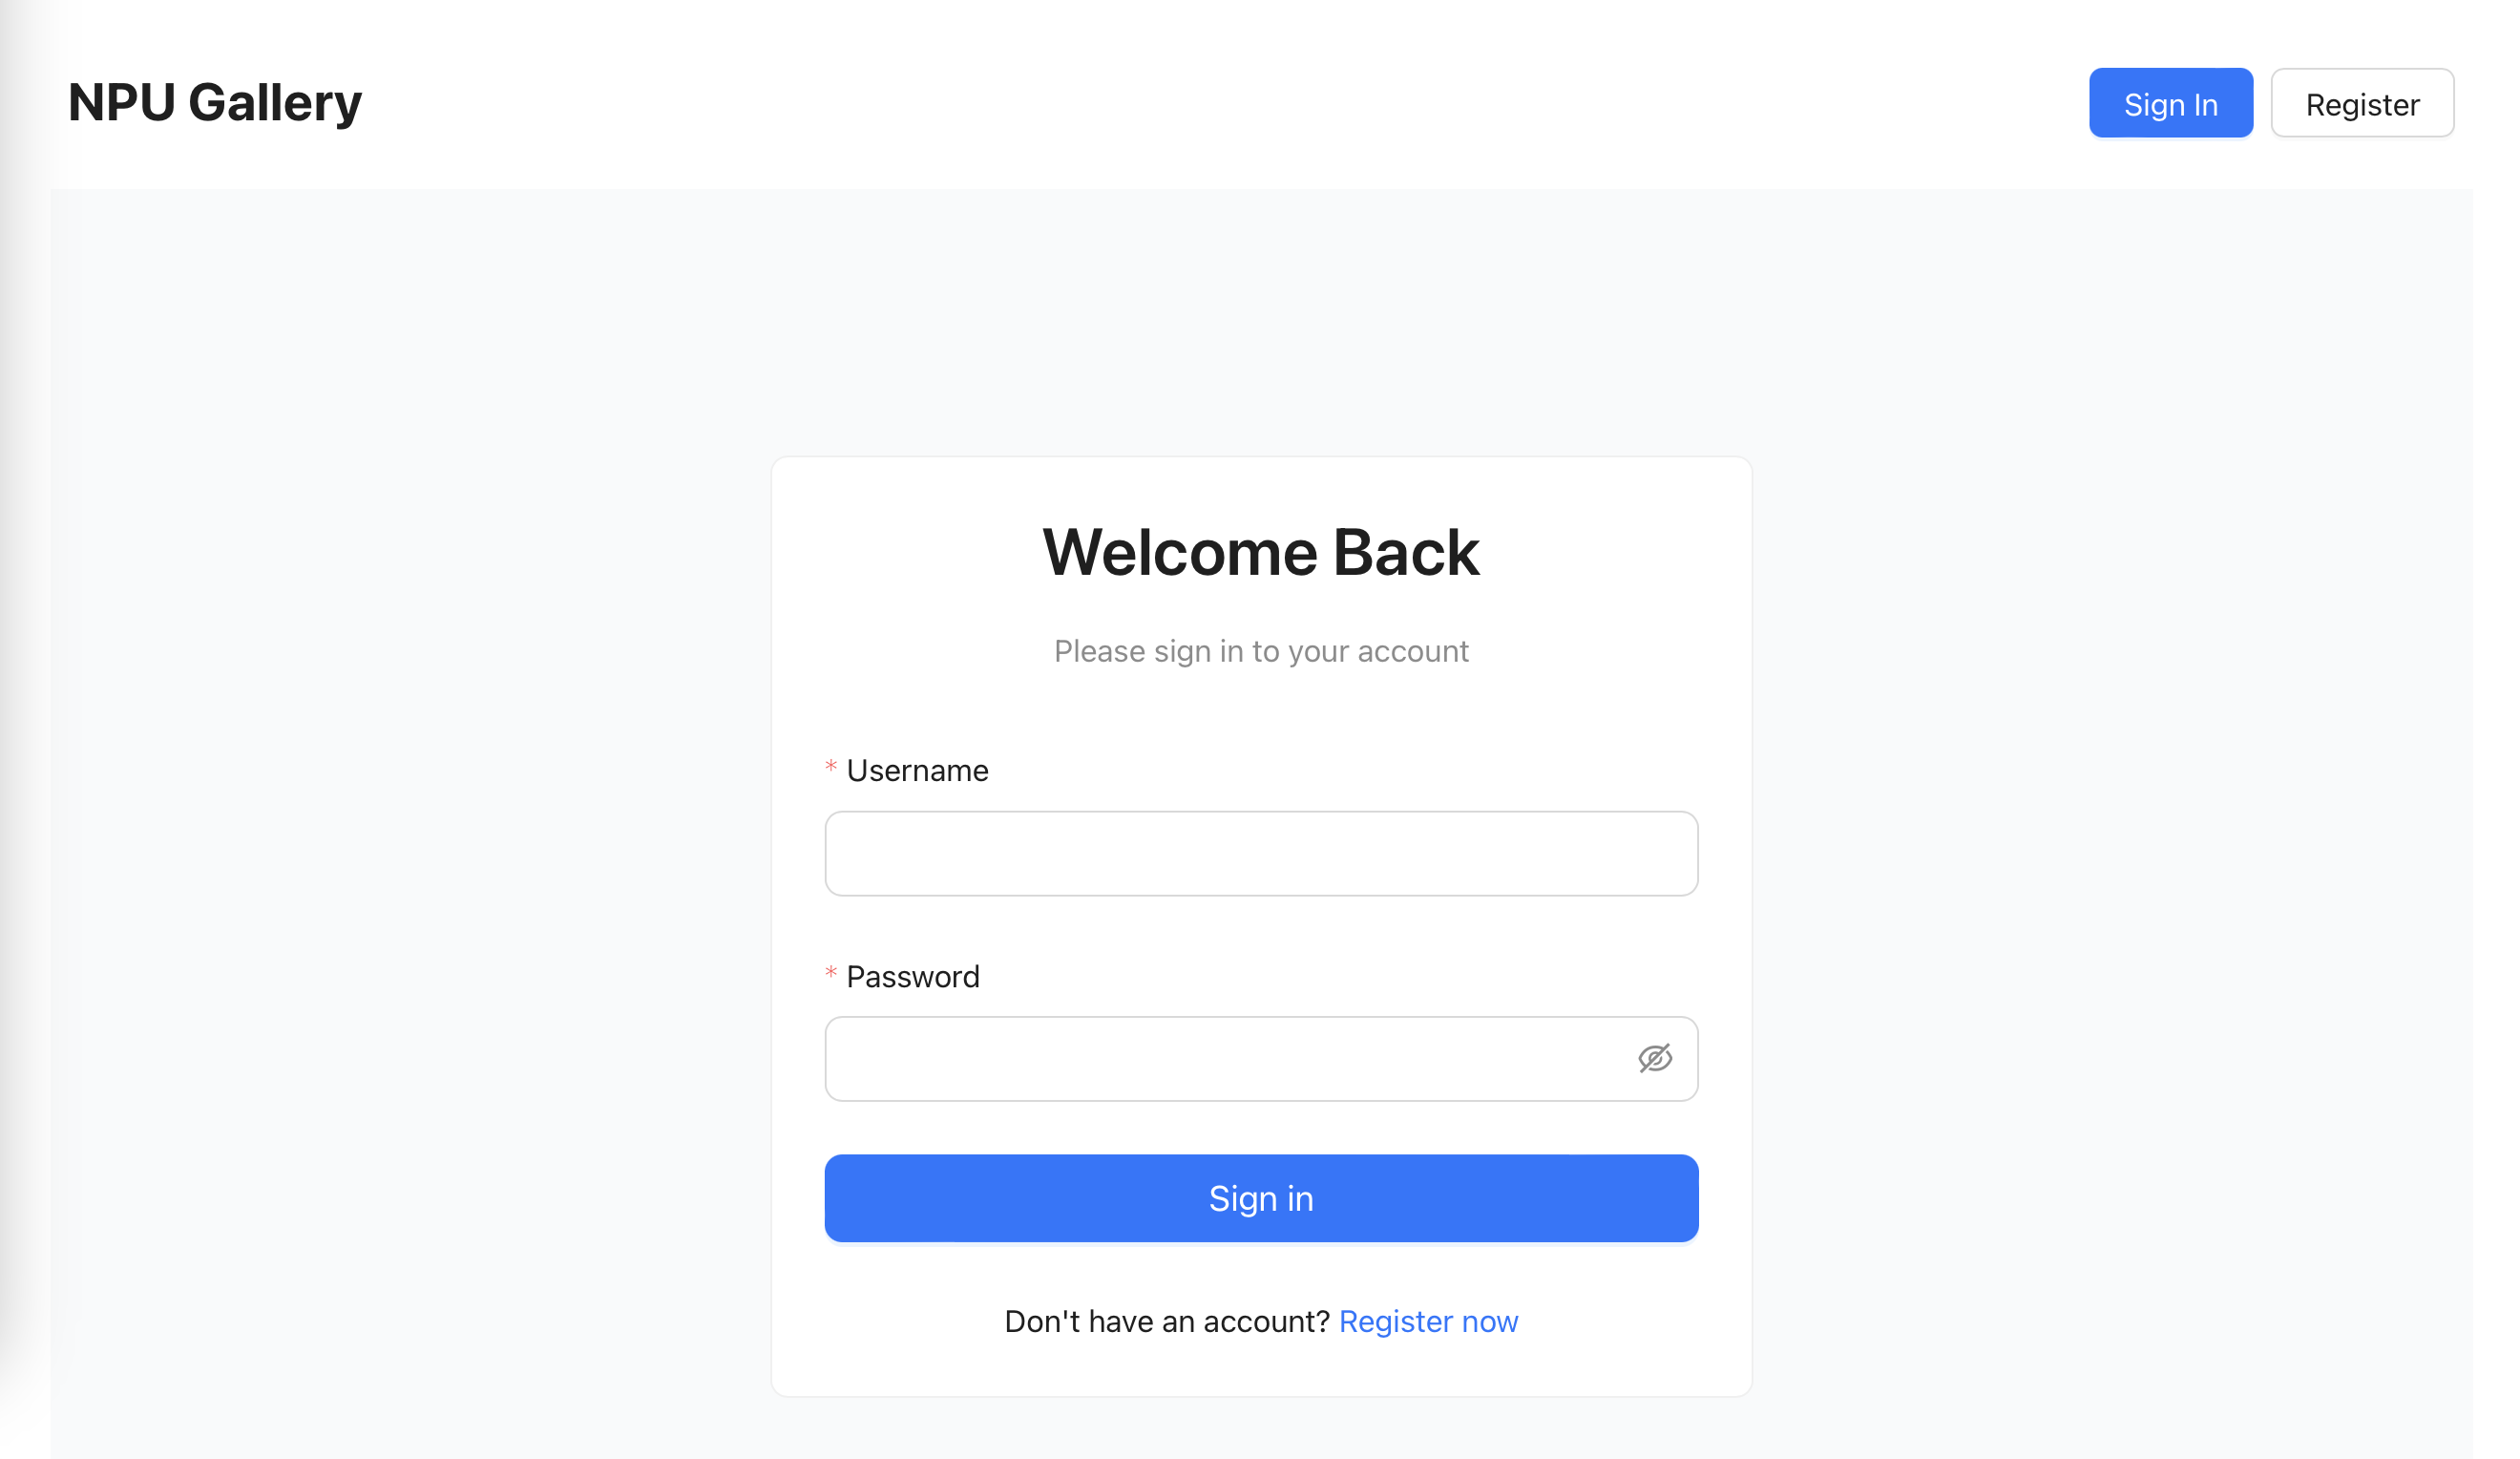 NPU Gallery
Sign In
Register
Welcome Back
Please sign in to your account
* Username
* Password
Sign in
Don't have an account? Register now